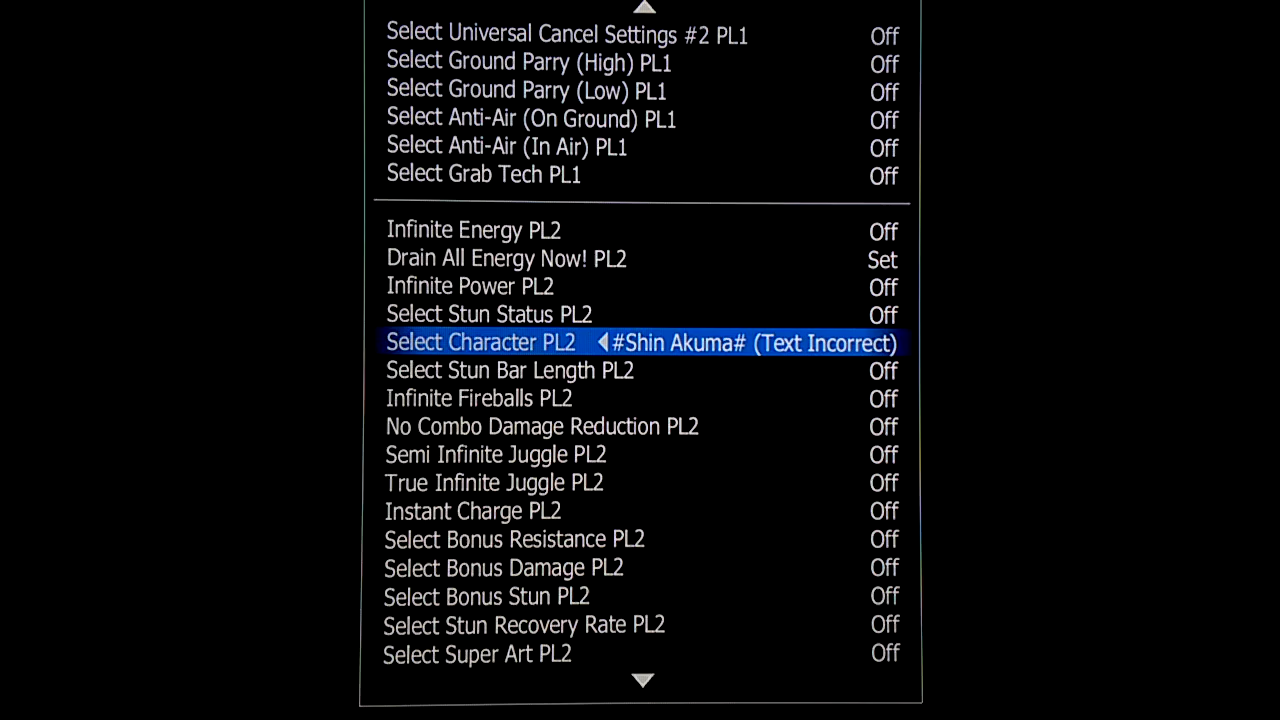 Select Universal Cancel Settings #2 PL1 Off
Select Ground Parry (High) PL1 Off
Select Ground Parry (Low) PL1 Off
Select Anti-Air (On Ground) PL1 Off
Select Anti-Air (In Air) PL1 Off
Select Grab Tech PL1 Off
Infinite Energy PL2 Off
Drain All Energy Now! PL2 Set
Infinite Power PL2 Off
Select Stun Status PL2 Off
Select Character PL2 #Shin Akuma# (Text Incorrect)
Select Stun Bar Length PL2 Off
Infinite Fireballs PL2 Off
No Combo Damage Reduction PL2 Off
Semi Infinite Juggle PL2 Off
True Infinite Juggle PL2 Off
Instant Charge PL2 Off
Select Bonus Resistance PL2 Off
Select Bonus Damage PL2 Off
Select Bonus Stun PL2 Off
Select Stun Recovery Rate PL2 Off
Select Super Art PL2 Off